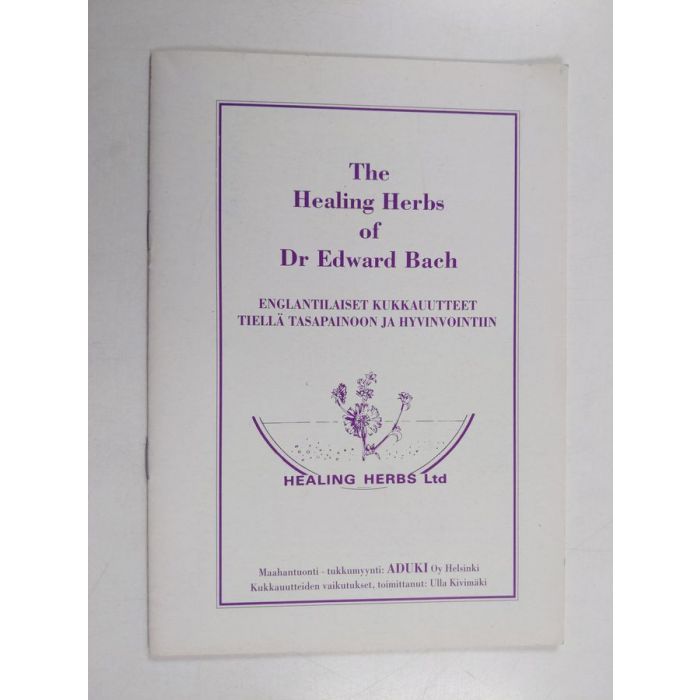 The
Healing Herbs
of
Dr Edward Bach
ENGLANTILAISET KUKKAUUTTEET
TIELLÄ TASAPAINOON JA HYVINVOINTIIN
HEALING HERBS Ltd
Maahantuonti - tukkumyynti: ADUKI Oy Helsinki
Kukkauutteiden vaikutukset, toimittanut: Ulla Kivimäki